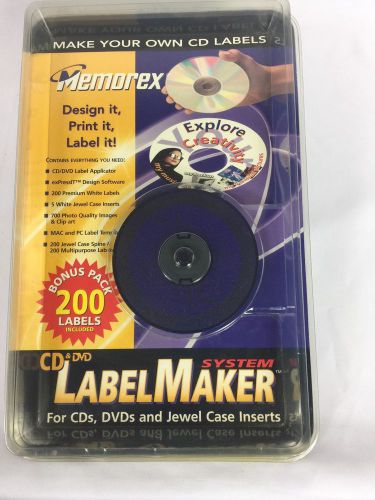 MAKE YOUR OWN CD LABELS
Memorex
Design it,
Print it,
Label it!
CONTAINS EVERYTHING YOU NEED:
CD/DVD Label Applicator
exPressIT™ Design Software
200 Premium White Labels
5 White Jewel Case Inserts
700 Photo Quality Images
& Clip art
MAC and PC Label
200 Jewel Case Spine /
200 Multipurpose
Explore
Creativity
BONUS PACK
200
LABELS
INCLUDED
CD & DVD
SYSTEM
LABELMAKER™
For CDs, DVDs and Jewel Case Inserts